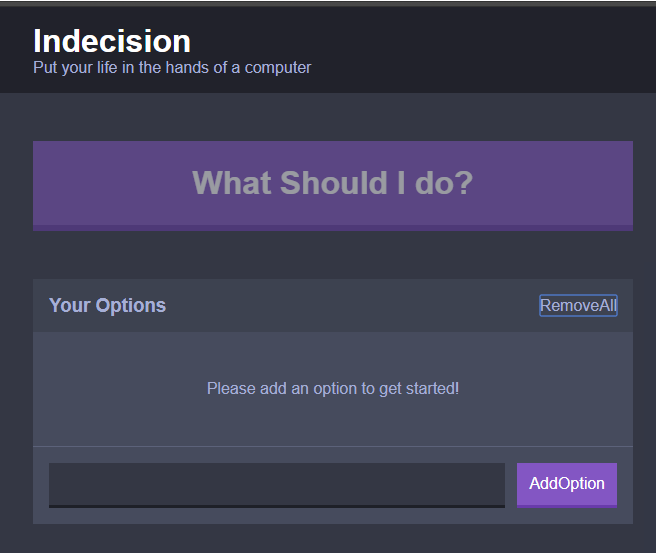 Indecision
Put your life in the hands of a computer
What Should I do?
Your Options
RemoveAll
Please add an option to get started!
AddOption